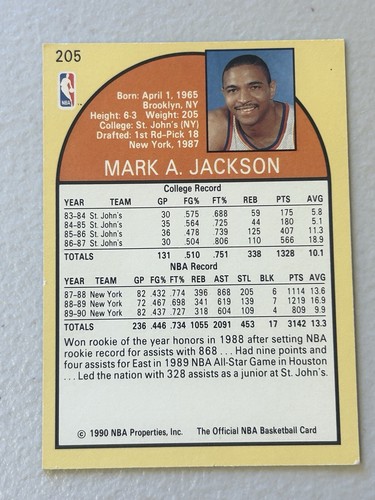 205
NBA
Born: April 1, 1965
Brooklyn, NY
Height: 6-3 Weight: 205
College: St. John's (NY)
Drafted: 1st Rd-Pick 18
New York, 1987
MARK A. JACKSON
College Record
YEAR TEAM GP FG% FT% REB PTS AVG
83-84 St. John's 30 .575 .688 59 175 5.8
84-85 St. John's 35 .564 .725 44 180 5.1
85-86 St. John's 36 .478 .739 125 407 11.3
86-87 St. John's 30 .504 .806 110 566 18.9
TOTALS 131 .510 .751 338 1328 10.1
NBA Record
YEAR TEAM GP FG% FT% REB AST STL BLK PTS AVG
87-88 New York 82 .432 .774 396 868 205 6 1114 13.6
88-89 New York 72 .467 .698 341 619 139 7 1219 16.9
89-90 New York 82 .437 .727 318 604 109 4 809 9.9
TOTALS 236 .446 .734 1055 2091 453 17 3142 13.3
Won rookie of the year honors in 1988 after setting NBA
rookie record for assists with 868 . . . Had nine points and
four assists for East in 1989 NBA All-Star Game in Houston
. . . Led the nation with 328 assists as a junior at St. John's.
© 1990 NBA Properties, Inc. The Official NBA Basketball Card